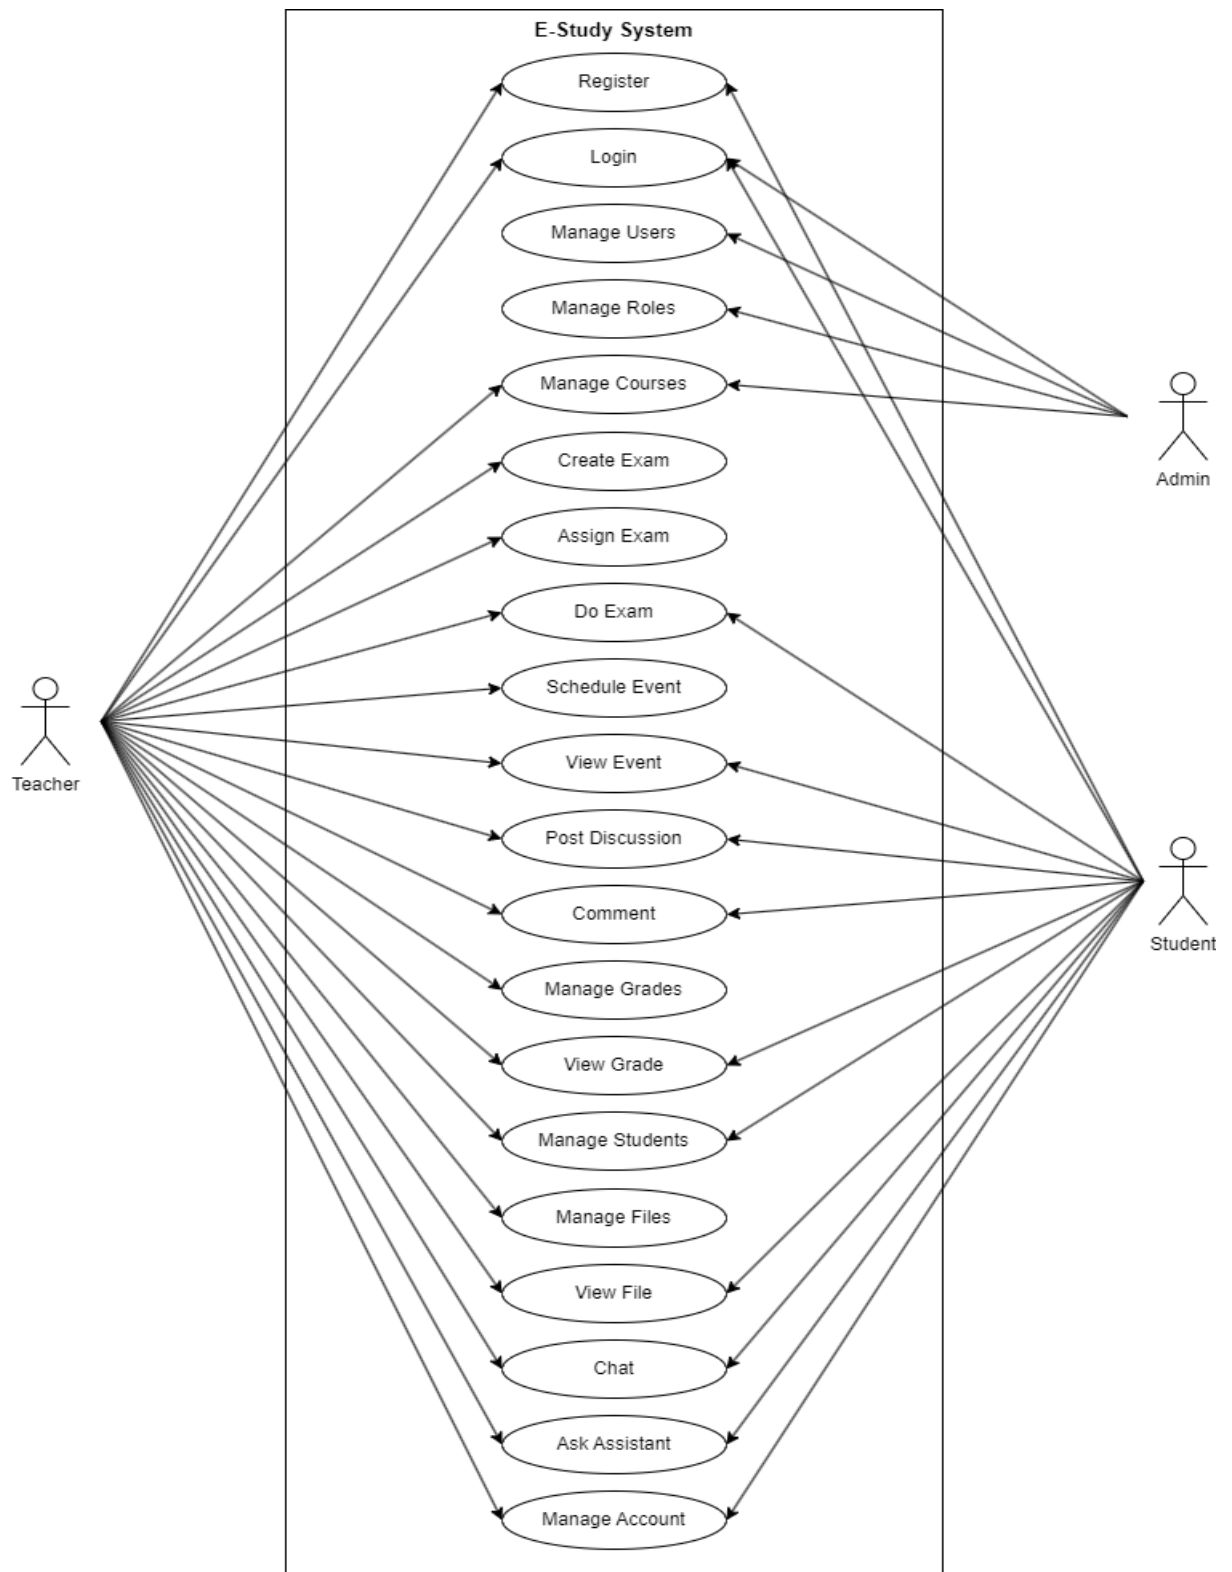 E-Study System
Register
Login
Manage Users
Manage Roles
Manage Courses
Create Exam
Admin
Assign Exam
Do Exam
Schedule Event
View Event
Teacher
Post Discussion
Comment
Student
Manage Grades
View Grade
Manage Students
Manage Files
View File
Chat
Ask Assistant
Manage Account